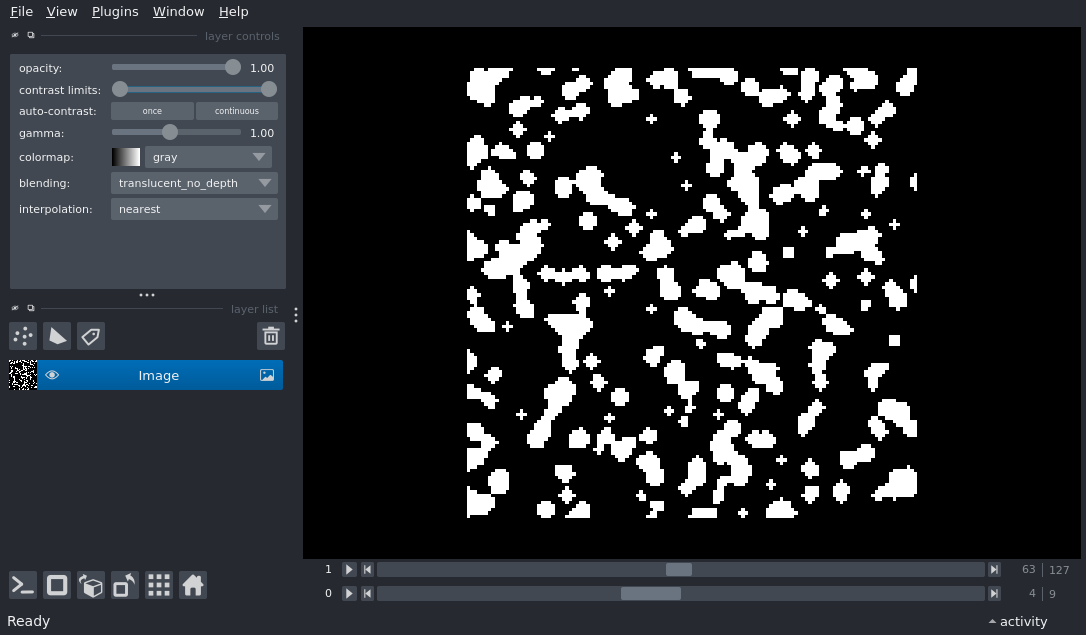 File View Plugins Window Help
layer controls
opacity: 1.00
contrast limits:
auto-contrast: once continuous
gamma: 1.00
colormap: gray
blending: translucent_no_depth
interpolation: nearest
layer list
Image
1 63 127
0 4 9
Ready activity